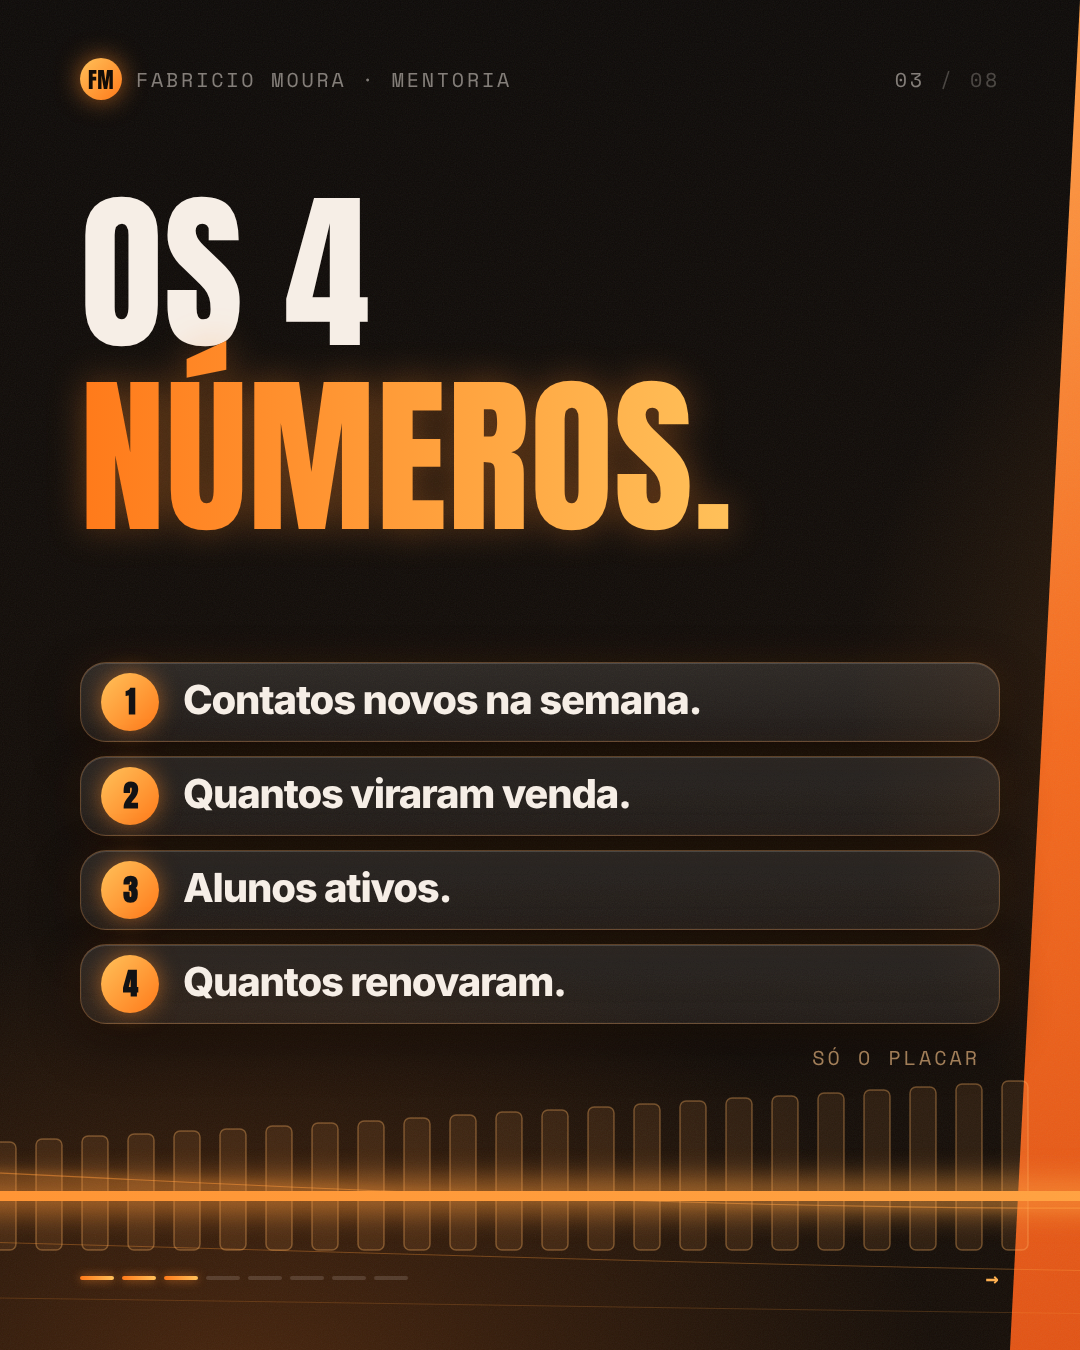 FM FABRICIO MOURA · MENTORIA
03 / 08
OS 4
NÚMEROS.
1 Contatos novos na semana.
2 Quantos viraram venda.
3 Alunos ativos.
4 Quantos renovaram.
SÓ O PLACAR
→